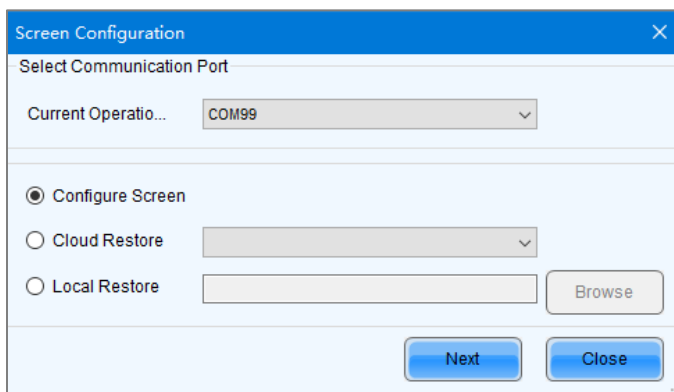 Screen Configuration
Select Communication Port
Current Operatio... COM99
Configure Screen
Cloud Restore
Local Restore Browse
Next Close